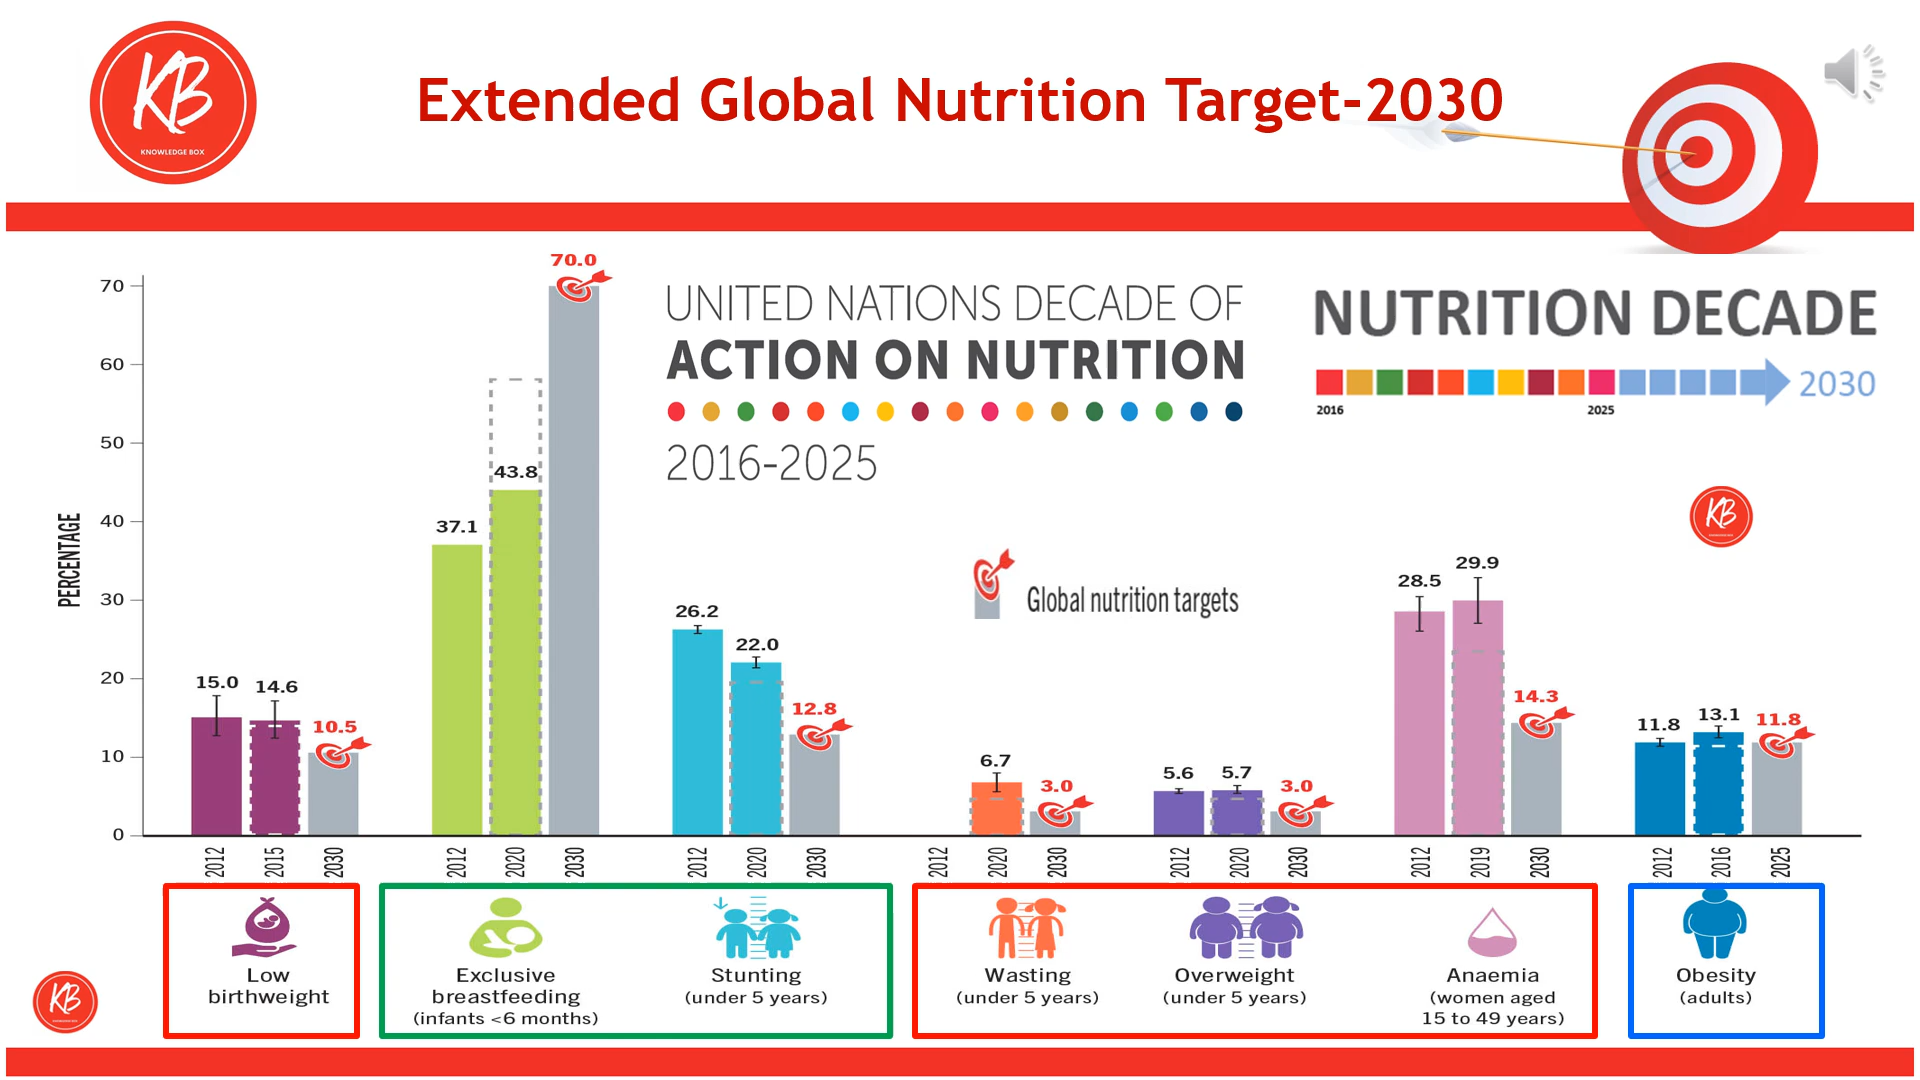 KB
KNOWLEDGE BOX
Extended Global Nutrition Target-2030
UNITED NATIONS DECADE OF
ACTION ON NUTRITION
2016-2025
NUTRITION DECADE
2030
2016
2025
PERCENTAGE
70
60
50
40
30
20
10
0
15.0
14.6
10.5
37.1
43.8
70.0
26.2
22.0
12.8
6.7
3.0
5.6
5.7
3.0
28.5
29.9
14.3
11.8
13.1
11.8
Global nutrition targets
KB
2012
2015
2030
2012
2020
2030
2012
2020
2030
2012
2020
2030
2012
2020
2030
2012
2019
2030
2012
2016
2025
Low
birthweight
Exclusive
breastfeeding
(infants <6 months)
Stunting
(under 5 years)
Wasting
(under 5 years)
Overweight
(under 5 years)
Anaemia
(women aged
15 to 49 years)
Obesity
(adults)
KB